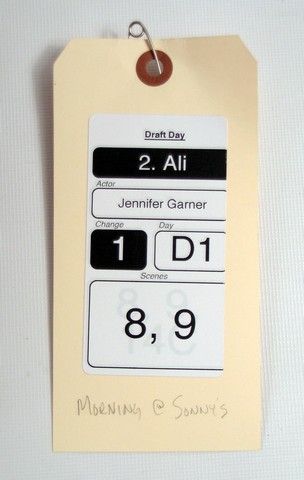 Draft Day
2. Ali
Actor
Jennifer Garner
Change Day
1 D1
Scenes
8, 9
MORNING @ SONNY'S